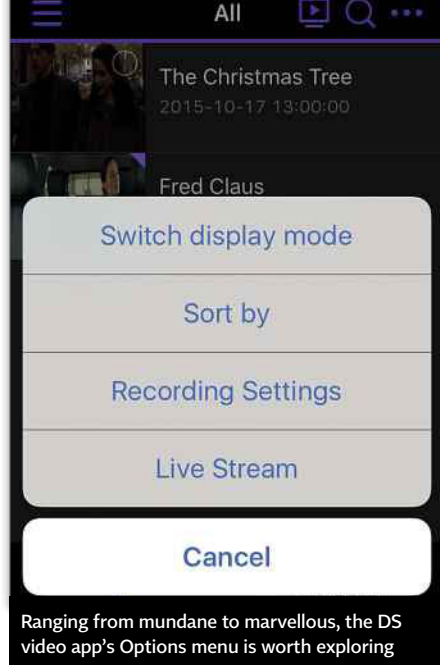 All
The Christmas Tree
2015-10-17 13:00:00
Fred Claus
Switch display mode
Sort by
Recording Settings
Live Stream
Cancel
Ranging from mundane to marvellous, the DS
video app’s Options menu is worth exploring